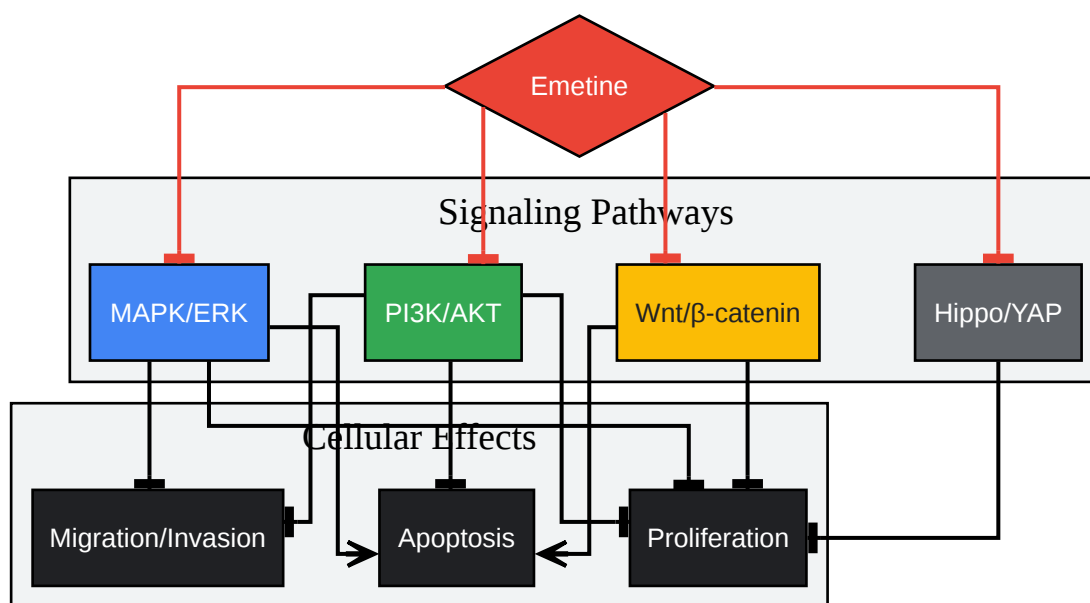 Emetine
Signaling Pathways
MAPK/ERK
PI3K/AKT
Wnt/β-catenin
Hippo/YAP
Cellular Effects
Migration/Invasion
Apoptosis
Proliferation